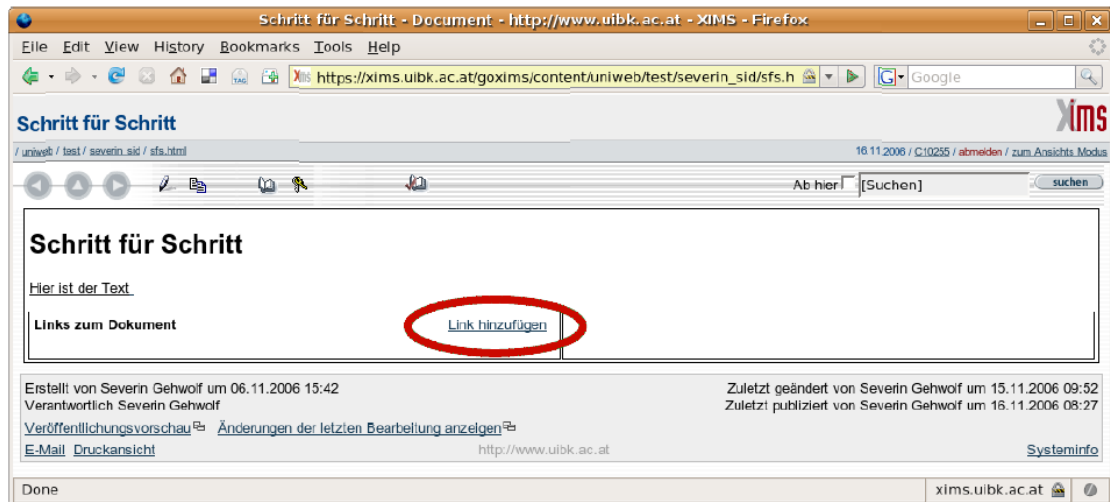 Schritt für Schritt - Document - http://www.uibk.ac.at - XIMS - Firefox
File Edit View History Bookmarks Tools Help
https://xims.uibk.ac.at/goxims/content/uniweb/test/severin_sid/sfs.h Google
Schritt für Schritt Xims
/ uniweb / test / severin_sid / sfs.html 16.11.2006 / C10255 / abmelden / zum Ansichts Modus
Ab hier [Suchen] suchen
Schritt für Schritt
Hier ist der Text
Links zum Dokument Link hinzufügen
Erstellt von Severin Gehwolf um 06.11.2006 15:42 Zuletzt geändert von Severin Gehwolf um 15.11.2006 09:52
Verantwortlich Severin Gehwolf Zuletzt publiziert von Severin Gehwolf um 16.11.2006 08:27
Veröffentlichungsvorschau Änderungen der letzten Bearbeitung anzeigen
E-Mail Druckansicht http://www.uibk.ac.at Systeminfo
Done xims.uibk.ac.at